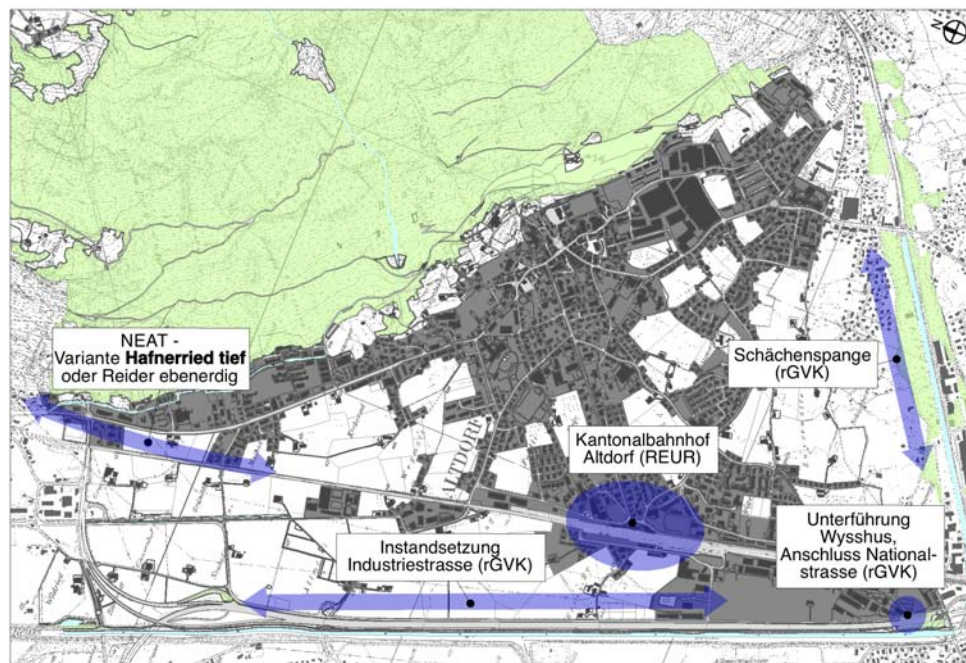 N
NEAT -
Variante Hafnerried tief
oder Reider ebenerdig
Schächenspange
(rGVK)
Kantonalbahnhof
Altdorf (REUR)
ALTDORF
Instandsetzung
Industriestrasse (rGVK)
Unterführung
Wysshus,
Anschluss National-
strasse (rGVK)